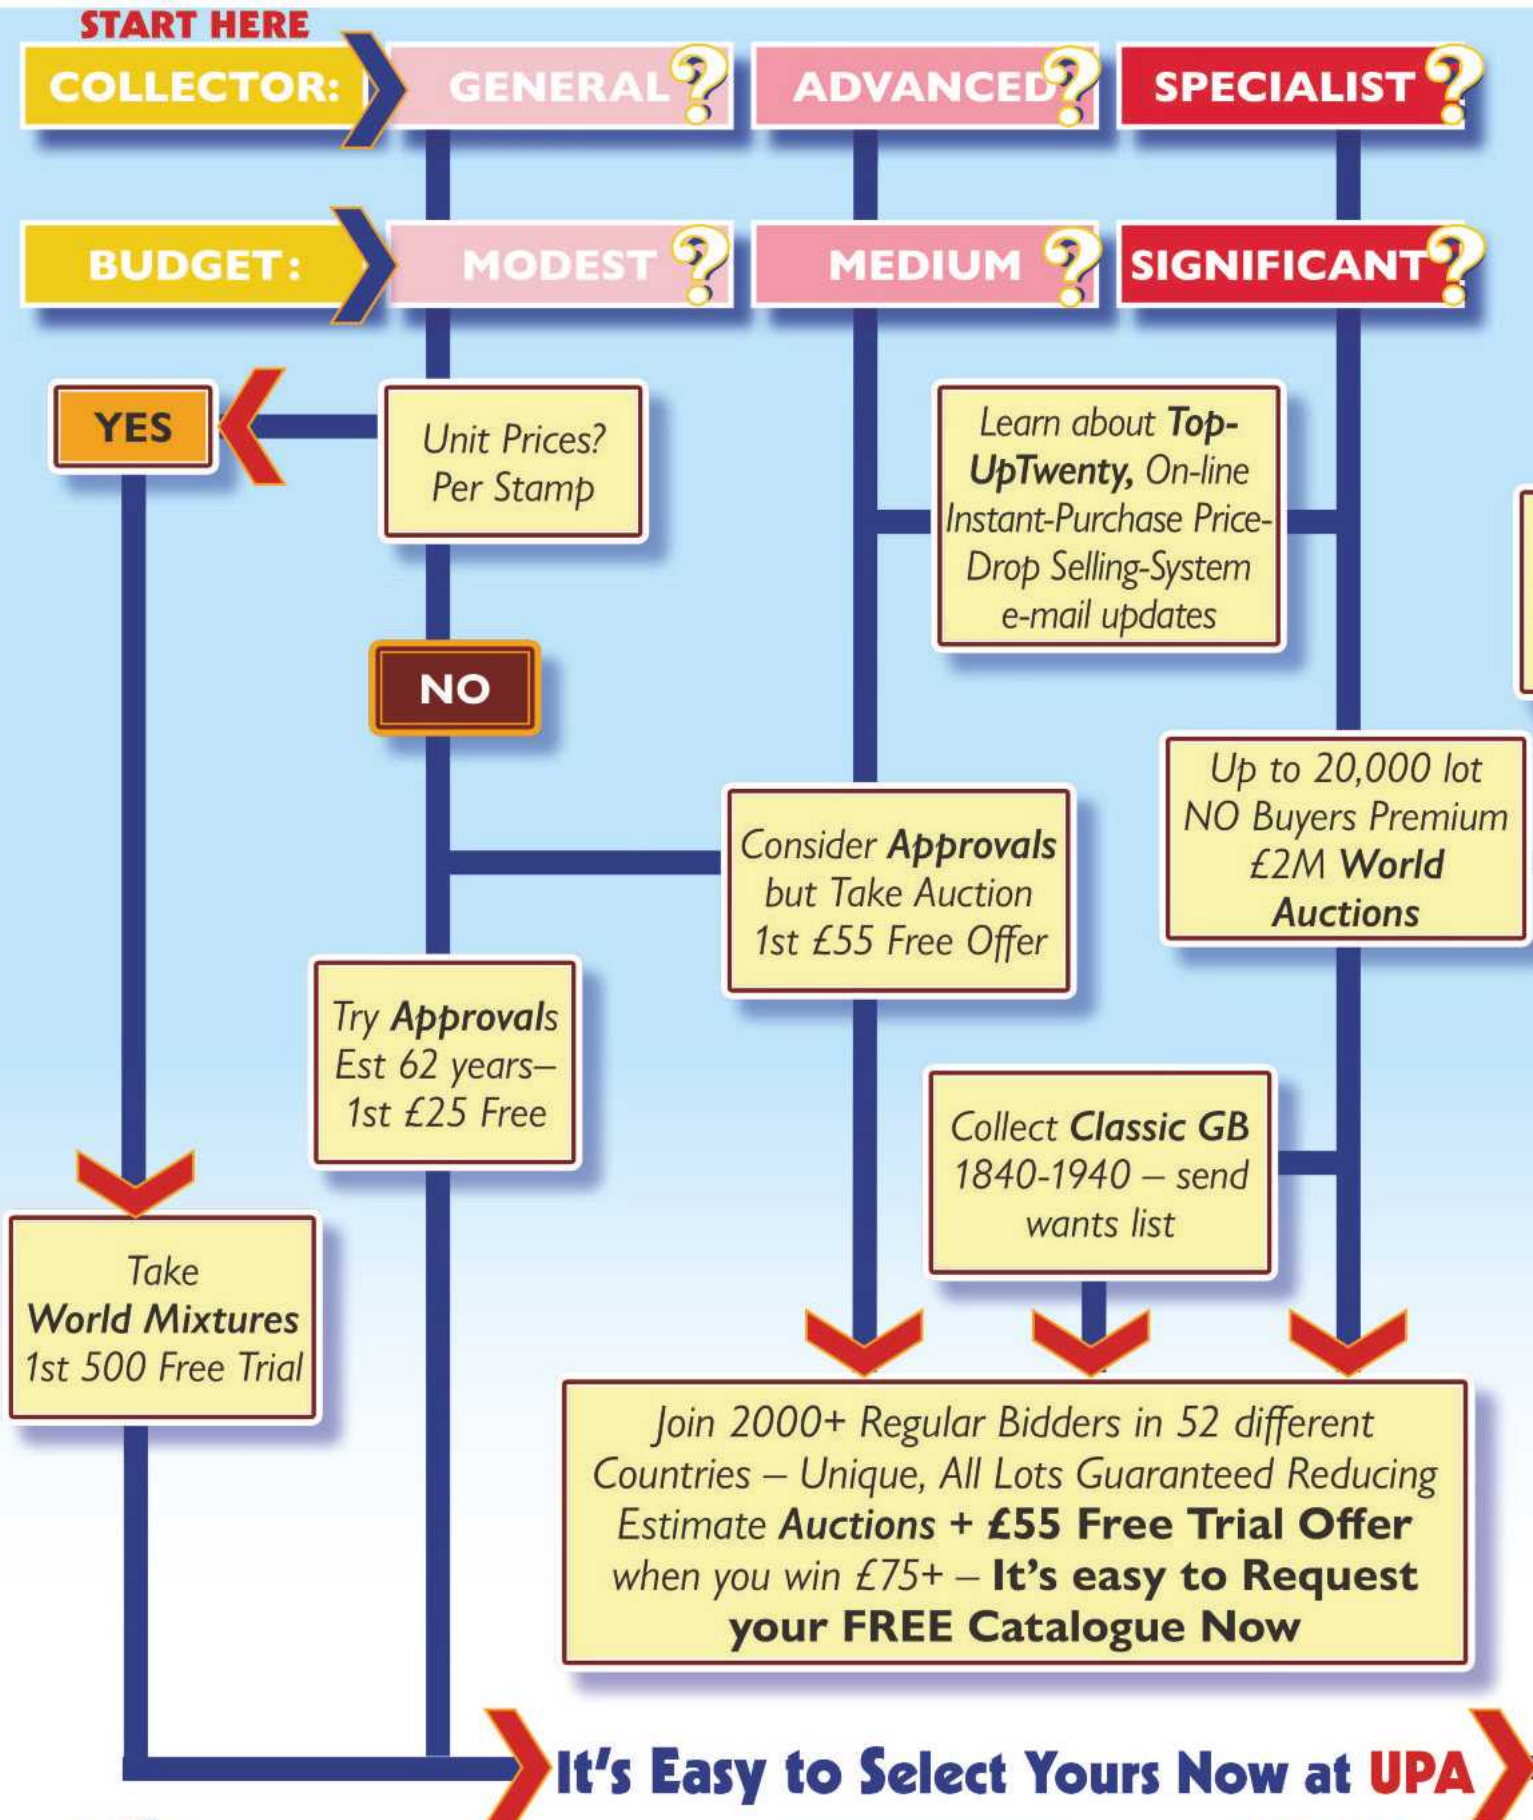 START HERE
COLLECTOR:
GENERAL ?
ADVANCED ?
SPECIALIST ?
BUDGET:
MODEST ?
MEDIUM ?
SIGNIFICANT ?
YES
Unit Prices?
Per Stamp
NO
Learn about Top-
UpTwenty, On-line
Instant-Purchase Price-
Drop Selling-System
e-mail updates
Up to 20,000 lot
NO Buyers Premium
£2M World
Auctions
Consider Approvals
but Take Auction
1st £55 Free Offer
Try Approvals
Est 62 years–
1st £25 Free
Collect Classic GB
1840-1940 – send
wants list
Take
World Mixtures
1st 500 Free Trial
Join 2000+ Regular Bidders in 52 different
Countries – Unique, All Lots Guaranteed Reducing
Estimate Auctions + £55 Free Trial Offer
when you win £75+ – It's easy to Request
your FREE Catalogue Now
It's Easy to Select Yours Now at UPA